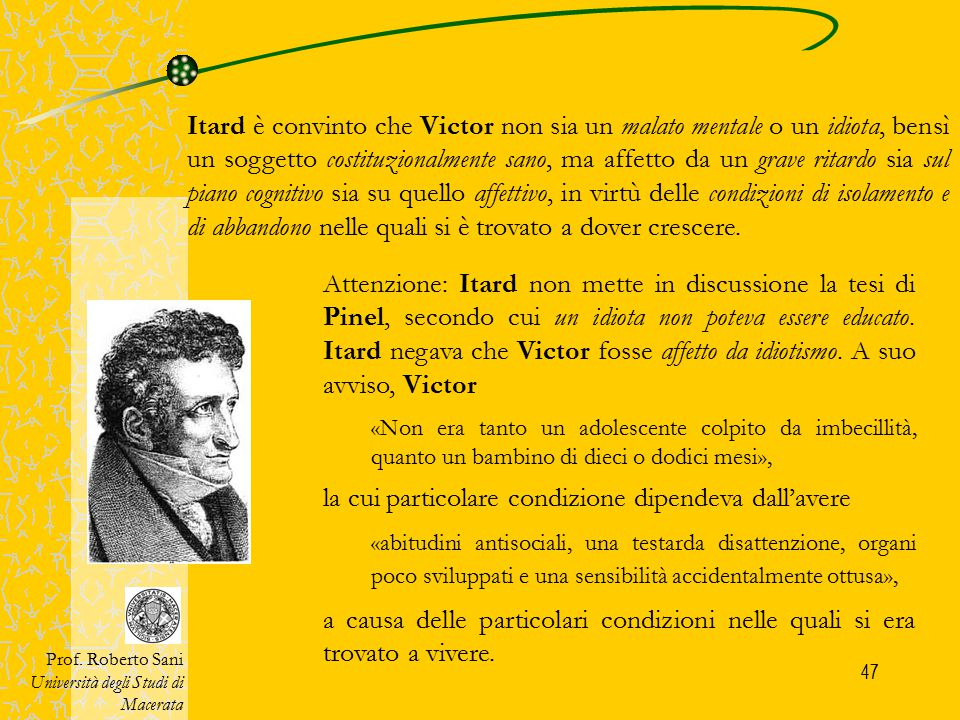 Itard è convinto che Victor non sia un malato mentale o un idiota, bensì
un soggetto costituzionalmente sano, ma affetto da un grave ritardo sia sul
piano cognitivo sia su quello affettivo, in virtù delle condizioni di isolamento e
di abbandono nelle quali si è trovato a dover crescere.
Attenzione: Itard non mette in discussione la tesi di
Pinel, secondo cui un idiota non poteva essere educato.
Itard negava che Victor fosse affetto da idiotismo. A suo
avviso, Victor
«Non era tanto un adolescente colpito da imbecillità,
quanto un bambino di dieci o dodici mesi»,
la cui particolare condizione dipendeva dall’avere
«abitudini antisociali, una testarda disattenzione, organi
poco sviluppati e una sensibilità accidentalmente ottusa»,
a causa delle particolari condizioni nelle quali si era
trovato a vivere.
Prof. Roberto Sani
Università degli Studi di
Macerata
47